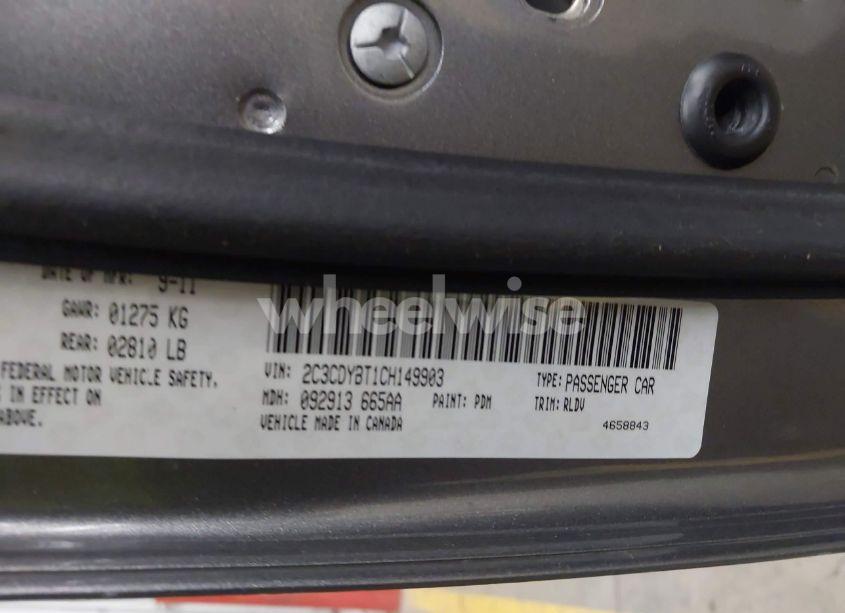 DATE OF MFR: 9-11
GAWR: 01275 KG
REAR: 02810 LB
FEDERAL MOTOR VEHICLE SAFETY,
S IN EFFECT ON
ABOVE.
wheelwise
VIN: 2C3CDYBT1CH149903
TYPE: PASSENGER CAR
MDH: 092913 665AA
PAINT: PDM
TRIM: RLDV
VEHICLE MADE IN CANADA
4658843